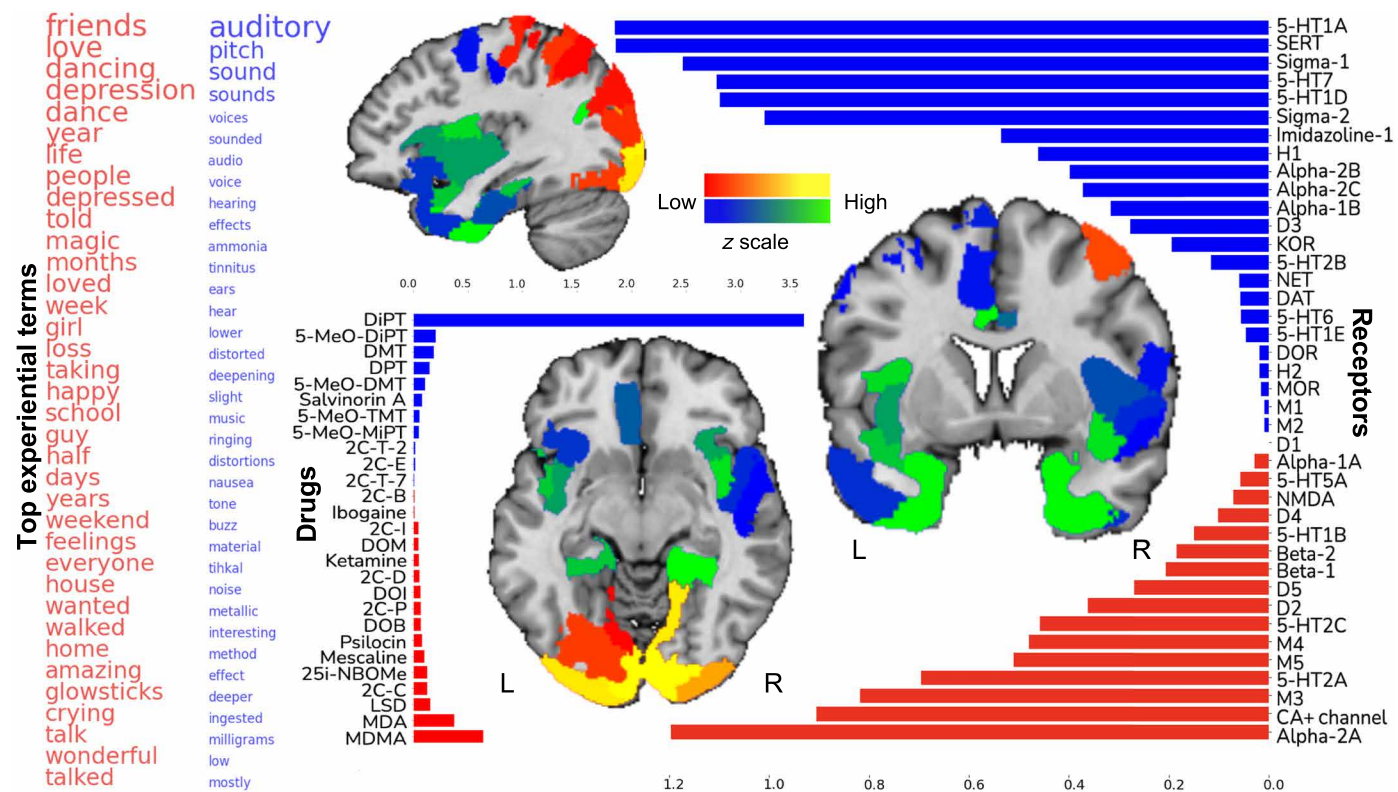 Top experiential terms
friends
love
dancing
depression
dance
year
life
people
depressed
told
magic
months
loved
week
girl
loss
taking
happy
school
guy
half
days
years
weekend
feelings
everyone
house
wanted
walked
home
amazing
glowsticks
crying
talk
wonderful
talked
auditory
pitch
sound
sounds
voices
sounded
audio
voice
hearing
effects
ammonia
tinnitus
ears
hear
lower
distorted
deepening
slight
music
ringing
distortions
nausea
tone
buzz
material
tihkal
noise
metallic
interesting
method
effect
deeper
ingested
milligrams
low
mostly
Low
High
z scale
0.0 0.5 1.0 1.5 2.0 2.5 3.0 3.5
Drugs
DiPT
5-MeO-DiPT
DMT
DPT
5-MeO-DMT
Salvinorin A
5-MeO-TMT
5-MeO-MiPT
2C-T-2
2C-E
2C-T-7
2C-B
Ibogaine
2C-I
DOM
Ketamine
2C-D
DOI
2C-P
DOB
Psilocin
Mescaline
25i-NBOMe
2C-C
LSD
MDA
MDMA
L R
L R
5-HT1A
SERT
Sigma-1
5-HT7
5-HT1D
Sigma-2
Imidazoline-1
H1
Alpha-2B
Alpha-2C
Alpha-1B
D3
KOR
5-HT2B
NET
DAT
5-HT6
5-HT1E
DOR
H2
MOR
M1
M2
D1
Alpha-1A
5-HT5A
NMDA
D4
5-HT1B
Beta-2
Beta-1
D5
D2
5-HT2C
M4
M5
5-HT2A
M3
CA+ channel
Alpha-2A
Receptors
1.2 1.0 0.8 0.6 0.4 0.2 0.0